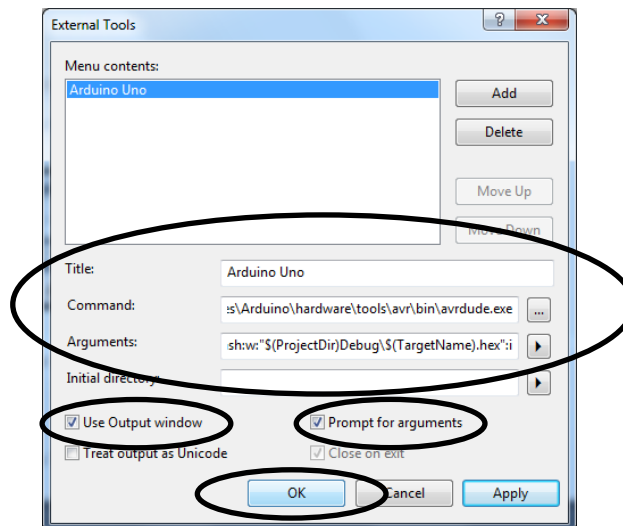 External Tools
Menu contents:
Arduino Uno
Add
Delete
Move Up
Move Down
Title:
Arduino Uno
Command:
s\Arduino\hardware\tools\avr\bin\avrdude.exe
...
Arguments:
sh:w:"$(ProjectDir)Debug\$(TargetName).hex":i
Initial directory:
Use Output window
Prompt for arguments
Treat output as Unicode
Close on exit
OK
Cancel
Apply